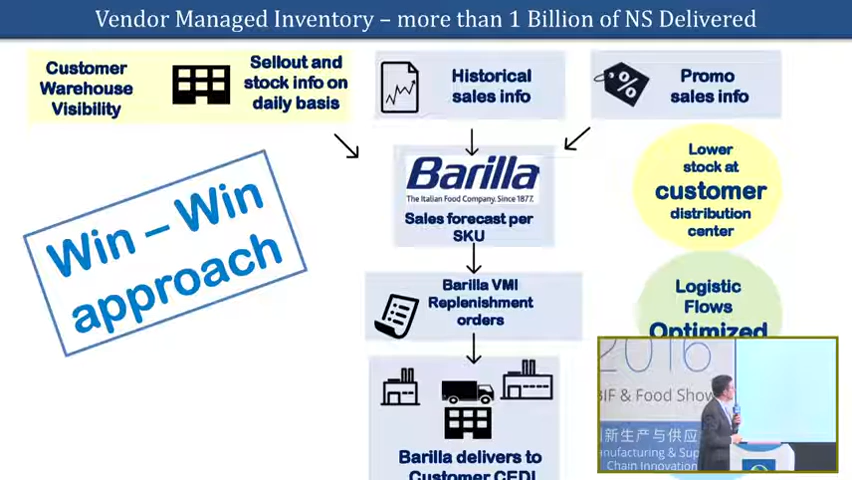 Vendor Managed Inventory – more than 1 Billion of NS Delivered
Customer
Warehouse
Visibility
Sellout and
stock info on
daily basis
Historical
sales info
%
Promo
sales info
Barilla
The Italian Food Company. Since 1877.
Sales forecast per
SKU
Lower
stock at
customer
distribution
center
Win – Win
approach
Barilla VMI
Replenishment
orders
Logistic
Flows
Optimized
Barilla delivers to
Customer CEDI
2016
BIF & Food Show
新生产与供应
anufacturing & Sup
Chain Innovation